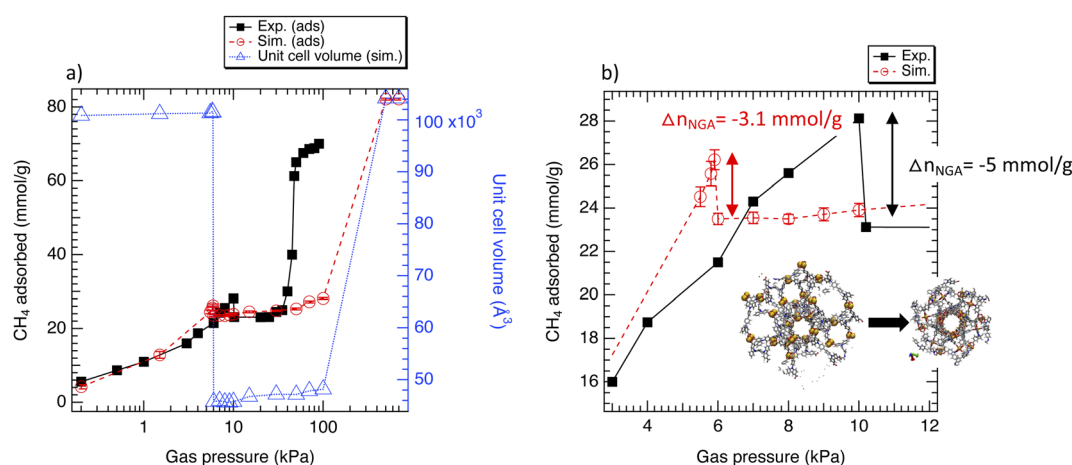 Exp. (ads)
Sim. (ads)
Unit cell volume (sim.)
a)
80
60
40
20
0
CH₄ adsorbed (mmol/g)
1
10
100
Gas pressure (kPa)
100 x10³
90
80
70
60
50
Unit cell volume (Å³)
Exp.
Sim.
b)
28
26
24
22
20
18
16
CH₄ adsorbed (mmol/g)
△n_NGA= -3.1 mmol/g
△n_NGA= -5 mmol/g
4
6
8
10
12
Gas pressure (kPa)